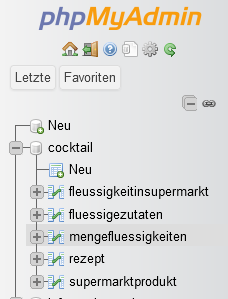 phpMyAdmin
Letzte Favoriten
Neu
cocktail
Neu
fleussigkeitinsupermarkt
fluessigezutaten
mengefluessigkeiten
rezept
supermarktprodukt